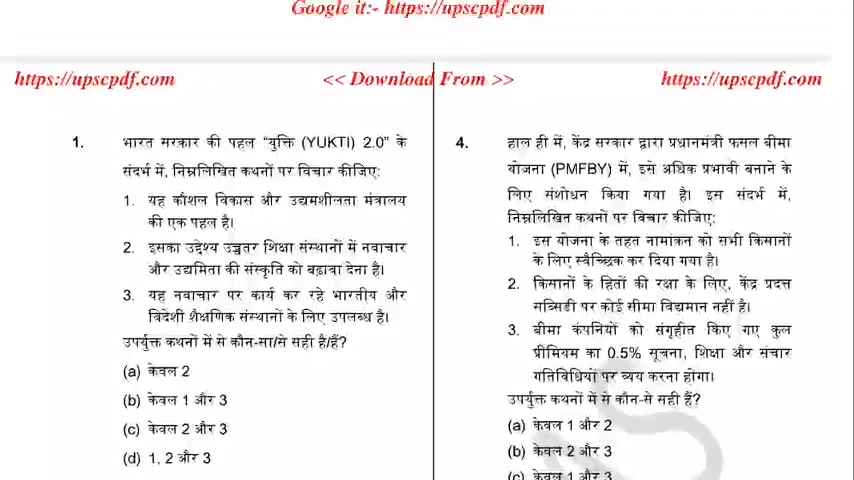 Google it:- https://upscpdf.com
https://upscpdf.com << Download From >> https://upscpdf.com
1. भारत सरकार की पहल "युक्ति (YUKTI) 2.0" के
संदर्भ में, निम्नलिखित कथनों पर विचार कीजिए:
1. यह कौशल विकास और उद्यमशीलता मंत्रालय
की एक पहल है।
2. इसका उद्देश्य उच्चतर शिक्षा संस्थानों में नवाचार
और उद्यमिता की संस्कृति को बढ़ावा देना है।
3. यह नवाचार पर कार्य कर रहे भारतीय और
विदेशी शैक्षणिक संस्थानों के लिए उपलब्ध है।
उपर्युक्त कथनों में से कौन-सा/से सही है/हैं?
(a) केवल 2
(b) केवल 1 और 3
(c) केवल 2 और 3
(d) 1, 2 और 3
4. हाल ही में, केंद्र सरकार द्वारा प्रधानमंत्री फसल बीमा
योजना (PMFBY) में, इसे अधिक प्रभावी बनाने के
लिए संशोधन किया गया है। इस संदर्भ में,
निम्नलिखित कथनों पर विचार कीजिए:
1. इस योजना के तहत नामांकन को सभी किसानों
के लिए स्वैच्छिक कर दिया गया है।
2. किसानों के हितों की रक्षा के लिए, केंद्र प्रदत्त
सब्सिडी पर कोई सीमा विद्यमान नहीं है।
3. बीमा कंपनियों को संगृहीत किए गए कुल
प्रीमियम का 0.5% सूचना, शिक्षा और संचार
गतिविधियों पर व्यय करना होगा।
उपर्युक्त कथनों में से कौन-से सही हैं?
(a) केवल 1 और 2
(b) केवल 2 और 3
(c) केवल 1 और 3